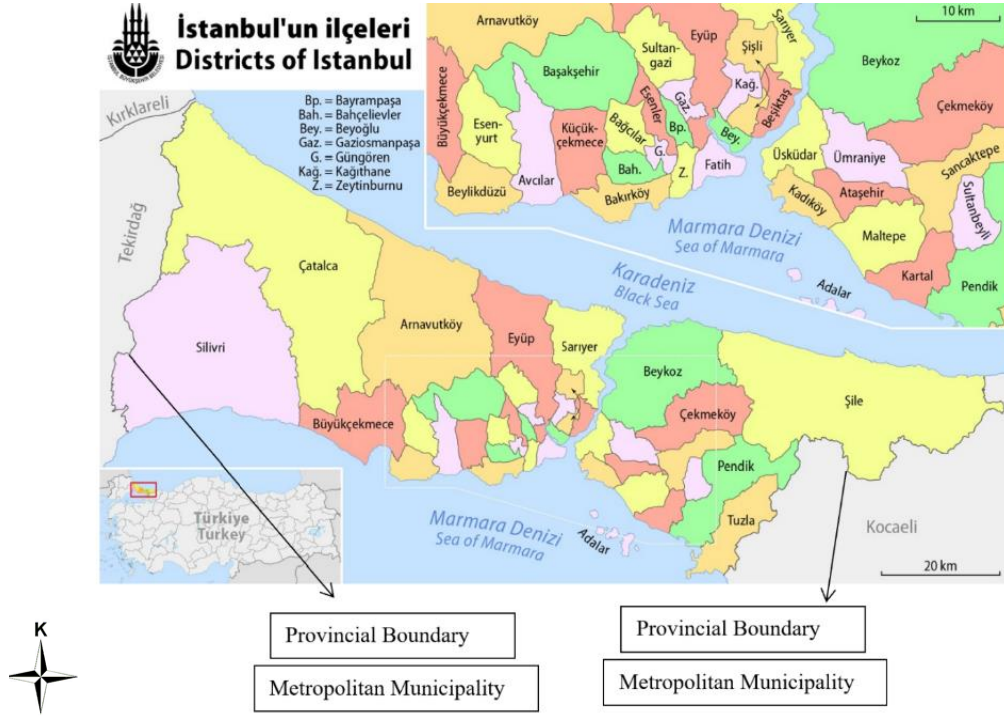 İstanbul'un ilçeleri
Districts of Istanbul
Bp. = Bayrampaşa
Bah. = Bahçelievler
Bey. = Beyoğlu
Gaz. = Gaziosmanpaşa
G. = Güngören
Kağ. = Kağıthane
Z. = Zeytinburnu
10 km
Arnavutköy
Büyükçekmece
Esen-
yurt
Başakşehir
Sultan-
gazi
Eyüp
Şişli
Sarıyer
Kağ.
Beşiktaş
Gaz.
Esenler
Bağcılar
Bp.
Bey.
Küçük-
çekmece
G.
Avcılar
Bah.
Z.
Fatih
Beylikdüzü
Bakırköy
Beykoz
Çekmeköy
Üsküdar
Ümraniye
Sancaktepe
Ataşehir
Kadıköy
Sultanbeyli
Maltepe
Kartal
Pendik
Marmara Denizi
Sea of Marmara
Adalar
Kırklareli
Tekirdağ
Karadeniz
Black Sea
Çatalca
Silivri
Arnavutköy
Eyüp
Sarıyer
Büyükçekmece
Beykoz
Çekmeköy
Şile
Pendik
Tuzla
Kocaeli
Marmara Denizi
Sea of Marmara
Adalar
20 km
Türkiye
Turkey
K
Provincial Boundary
Metropolitan Municipality
Provincial Boundary
Metropolitan Municipality